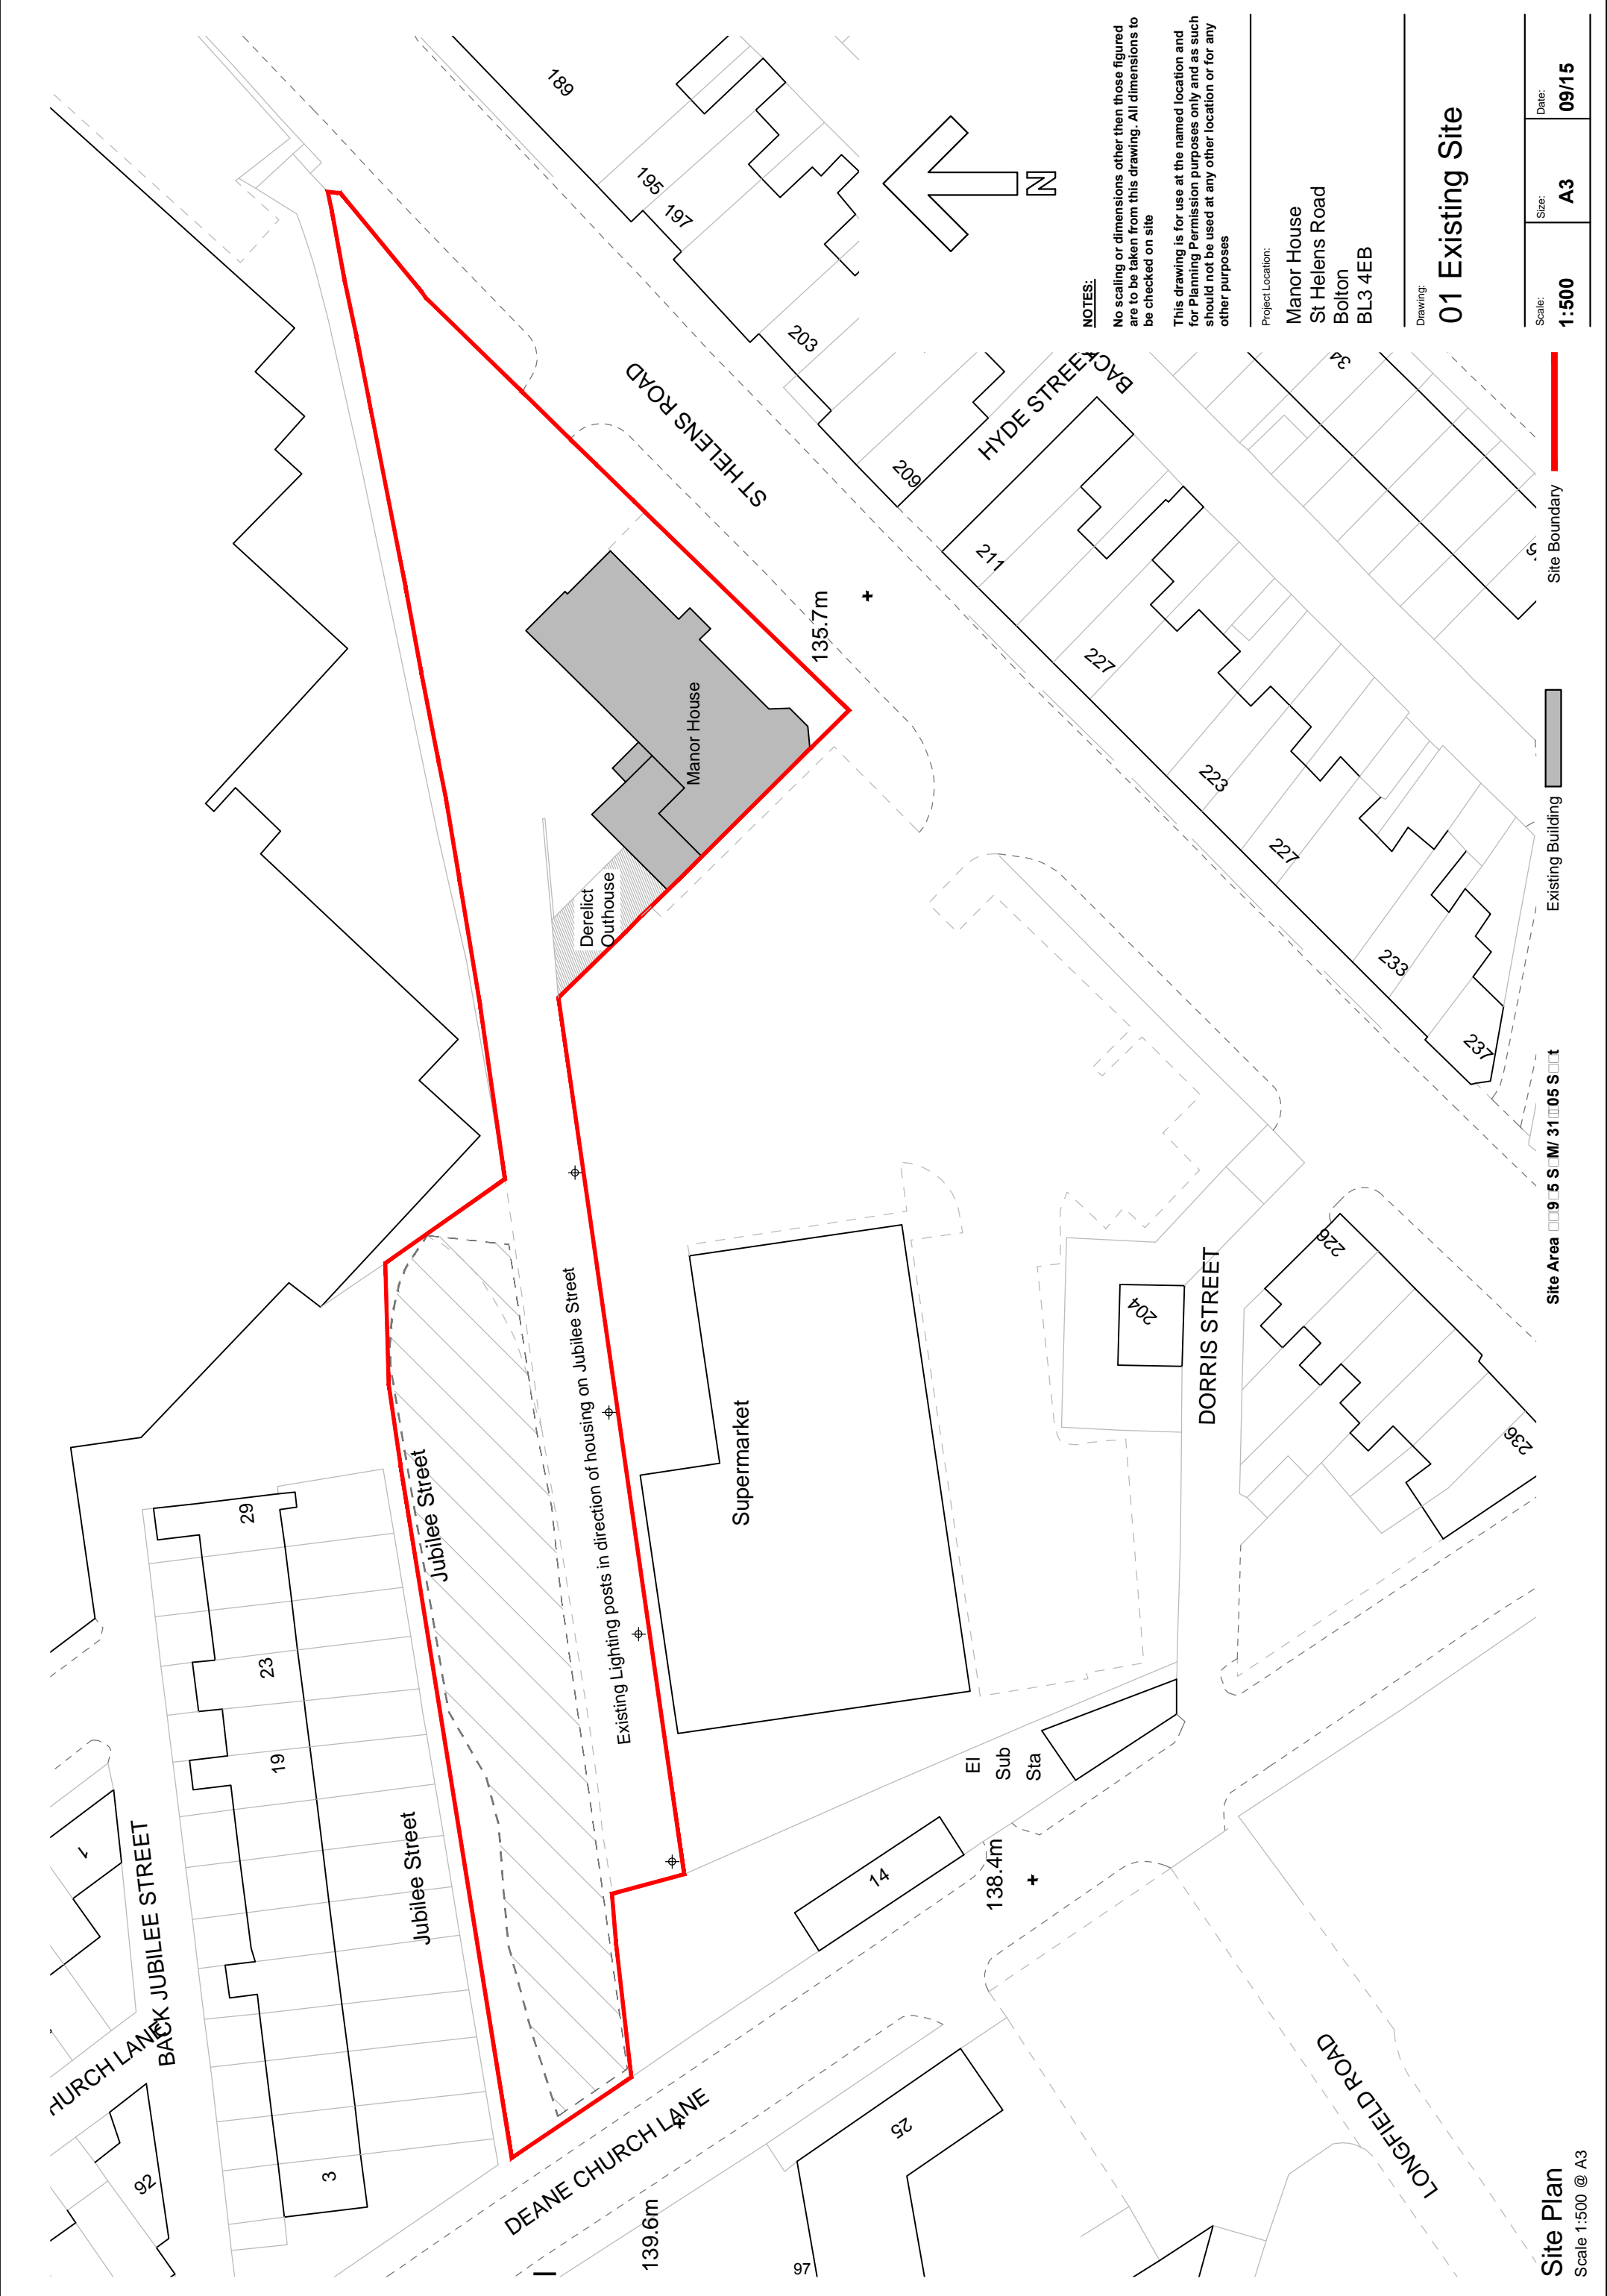 189
195
197
203
209
211
227
223
227
233
237
ST HELENS ROAD
HYDE STREET
BACK
34
135.7m
Manor House
Derelict
Outhouse
N
Existing Lighting posts in direction of housing on Jubilee Street
Supermarket
Jubilee Street
Jubilee Street
29
23
19
3
1
92
BACK JUBILEE STREET
HURCH LANE
El
Sub
Sta
14
204
DORRIS STREET
226
236
138.4m
DEANE CHURCH LANE
139.6m
25
97
LONGFIELD ROAD
NOTES:
No scaling or dimensions other then those figured
are to be taken from this drawing. All dimensions to
be checked on site
This drawing is for use at the named location and
for Planning Permission purposes only and as such
should not be used at any other location or for any
other purposes
Project Location:
Manor House
St Helens Road
Bolton
BL3 4EB
Drawing:
01 Existing Site
Scale:
1:500
Size:
A3
Date:
09/15
Site Plan
Scale 1:500 @ A3
Site Area
Existing Building
Site Boundary